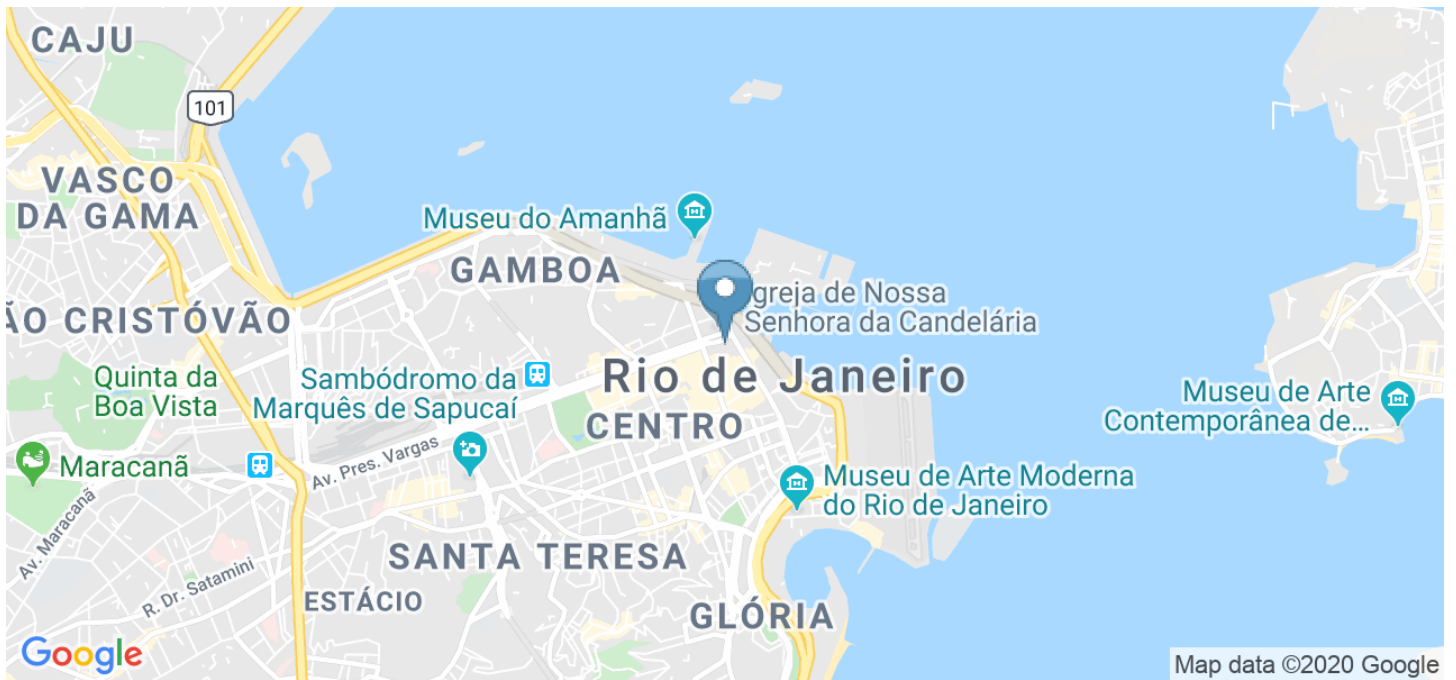 CAJU
101
VASCO
DA GAMA
Museu do Amanhã
GAMBOA
greja de Nossa
Senhora da Candelária
ÃO CRISTÓVÃO
Rio de Janeiro
Quinta da
Boa Vista
Sambódromo da
Marquês de Sapucaí
Museu de Arte
Contemporânea de...
CENTRO
Maracanã
Av. Pres. Vargas
Museu de Arte Moderna
do Rio de Janeiro
Av. Maracanã
SANTA TERESA
R. Dr. Satamini
ESTÁCIO
GLÓRIA
Google
Map data ©2020 Google